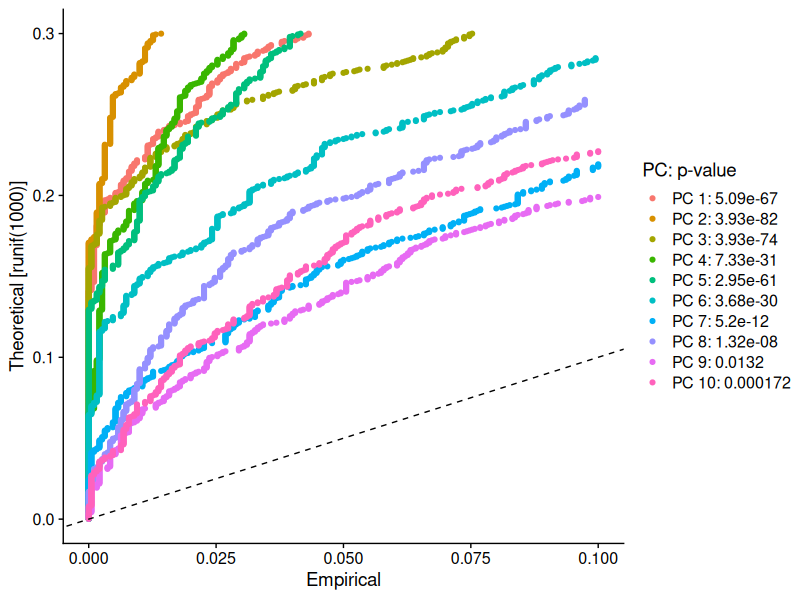 0.3
0.2
0.1
0.0
Theoretical [runif(1000)]
0.000
0.025
0.050
0.075
0.100
Empirical
PC: p-value
PC 1: 5.09e-67
PC 2: 3.93e-82
PC 3: 3.93e-74
PC 4: 7.33e-31
PC 5: 2.95e-61
PC 6: 3.68e-30
PC 7: 5.2e-12
PC 8: 1.32e-08
PC 9: 0.0132
PC 10: 0.000172